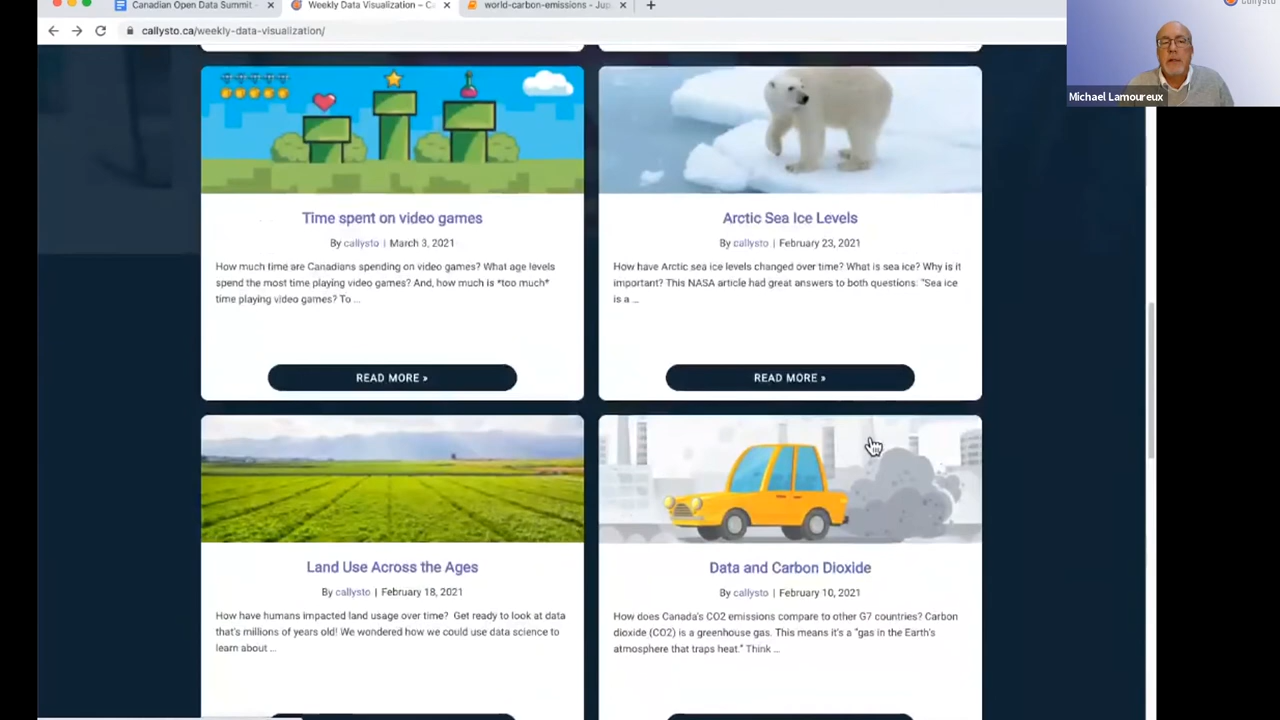 Canadian Open Data Summit -
Weekly Data Visualization – C
world-carbon-emissions - Jup
callysto.ca/weekly-data-visualization/
callysto
Michael Lamoureux
Time spent on video games
By callysto | March 3, 2021
How much time are Canadians spending on video games? What age levels
spend the most time playing video games? And, how much is *too much*
time playing video games? To ...
READ MORE »
Arctic Sea Ice Levels
By callysto | February 23, 2021
How have Arctic sea ice levels changed over time? What is sea ice? Why is it
important? This NASA article had great answers to both questions: "Sea ice
is a ...
READ MORE »
Land Use Across the Ages
By callysto | February 18, 2021
How have humans impacted land usage over time? Get ready to look at data
that's millions of years old! We wondered how we could use data science to
learn about ...
Data and Carbon Dioxide
By callysto | February 10, 2021
How does Canada's CO2 emissions compare to other G7 countries? Carbon
dioxide (CO2) is a greenhouse gas. This means it's a "gas in the Earth's
atmosphere that traps heat." Think ...